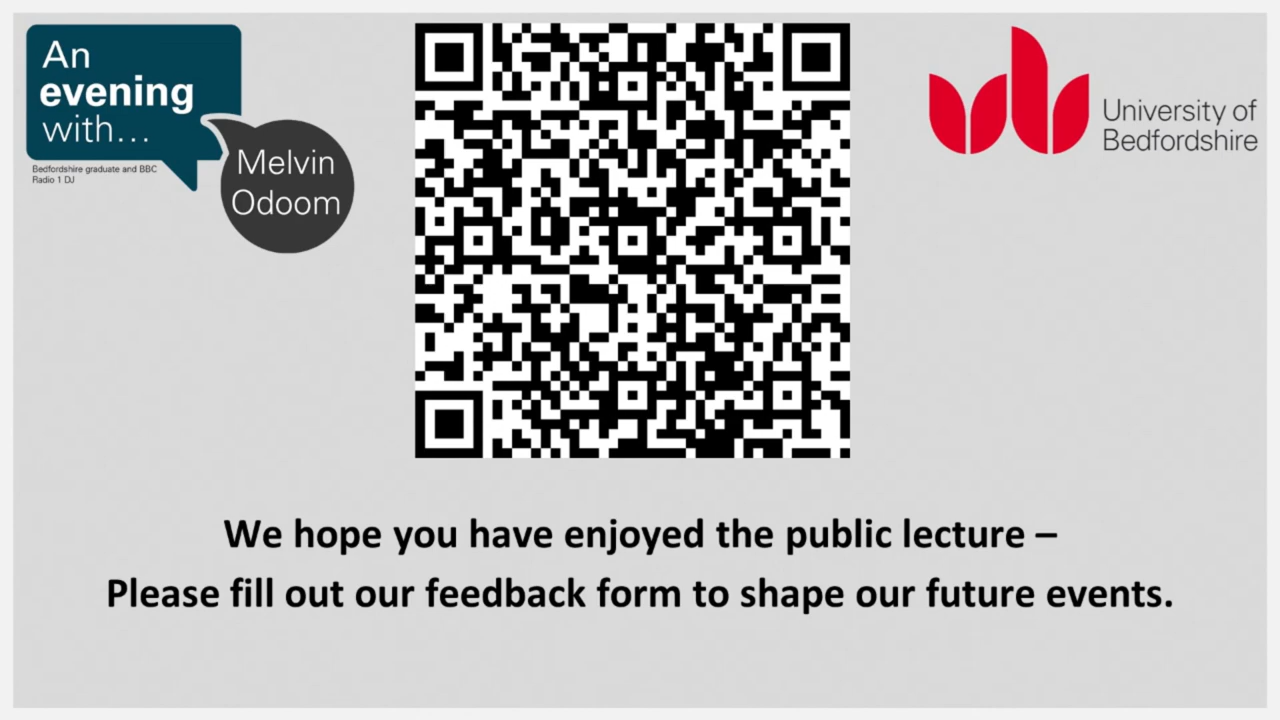 An
evening
with...
Bedfordshire graduate and BBC
Radio 1 DJ
Melvin
Odoom
University of
Bedfordshire
We hope you have enjoyed the public lecture –
Please fill out our feedback form to shape our future events.